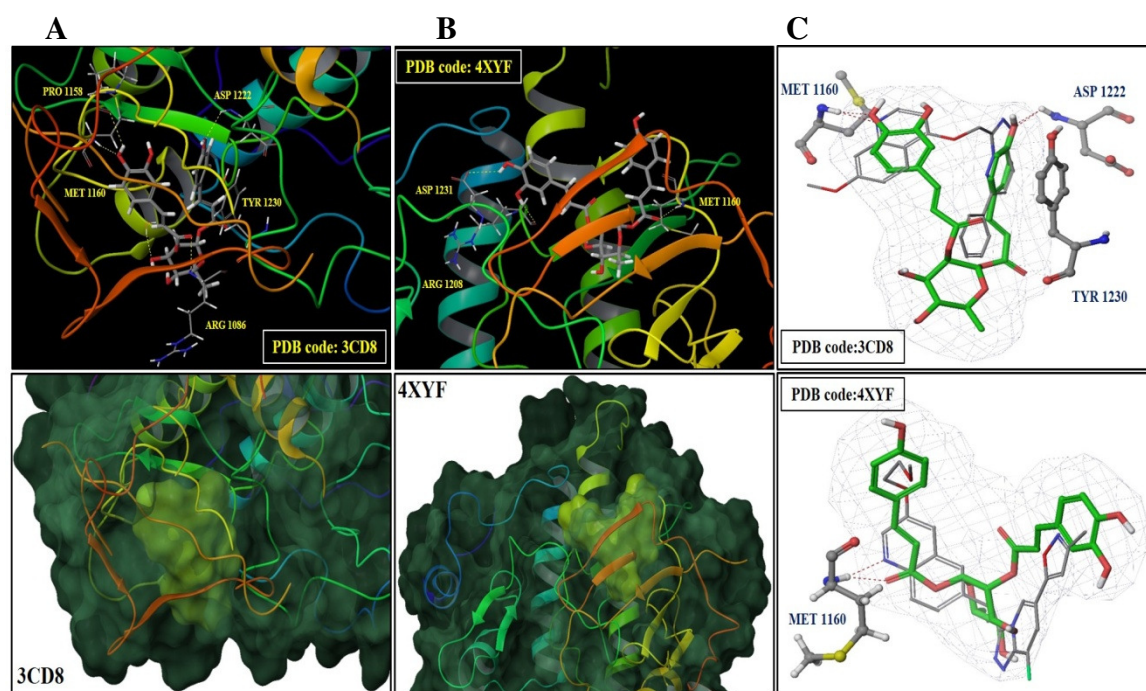 A B C
PRO 1158
ASP 1222
MET 1160
TYR 1230
ARG 1086
PDB code: 3CD8
PDB code: 4XYF
ASP 1231
MET 1160
ARG 1208
MET 1160
ASP 1222
TYR 1230
PDB code:3CD8
3CD8
4XYF
PDB code:4XYF
MET 1160